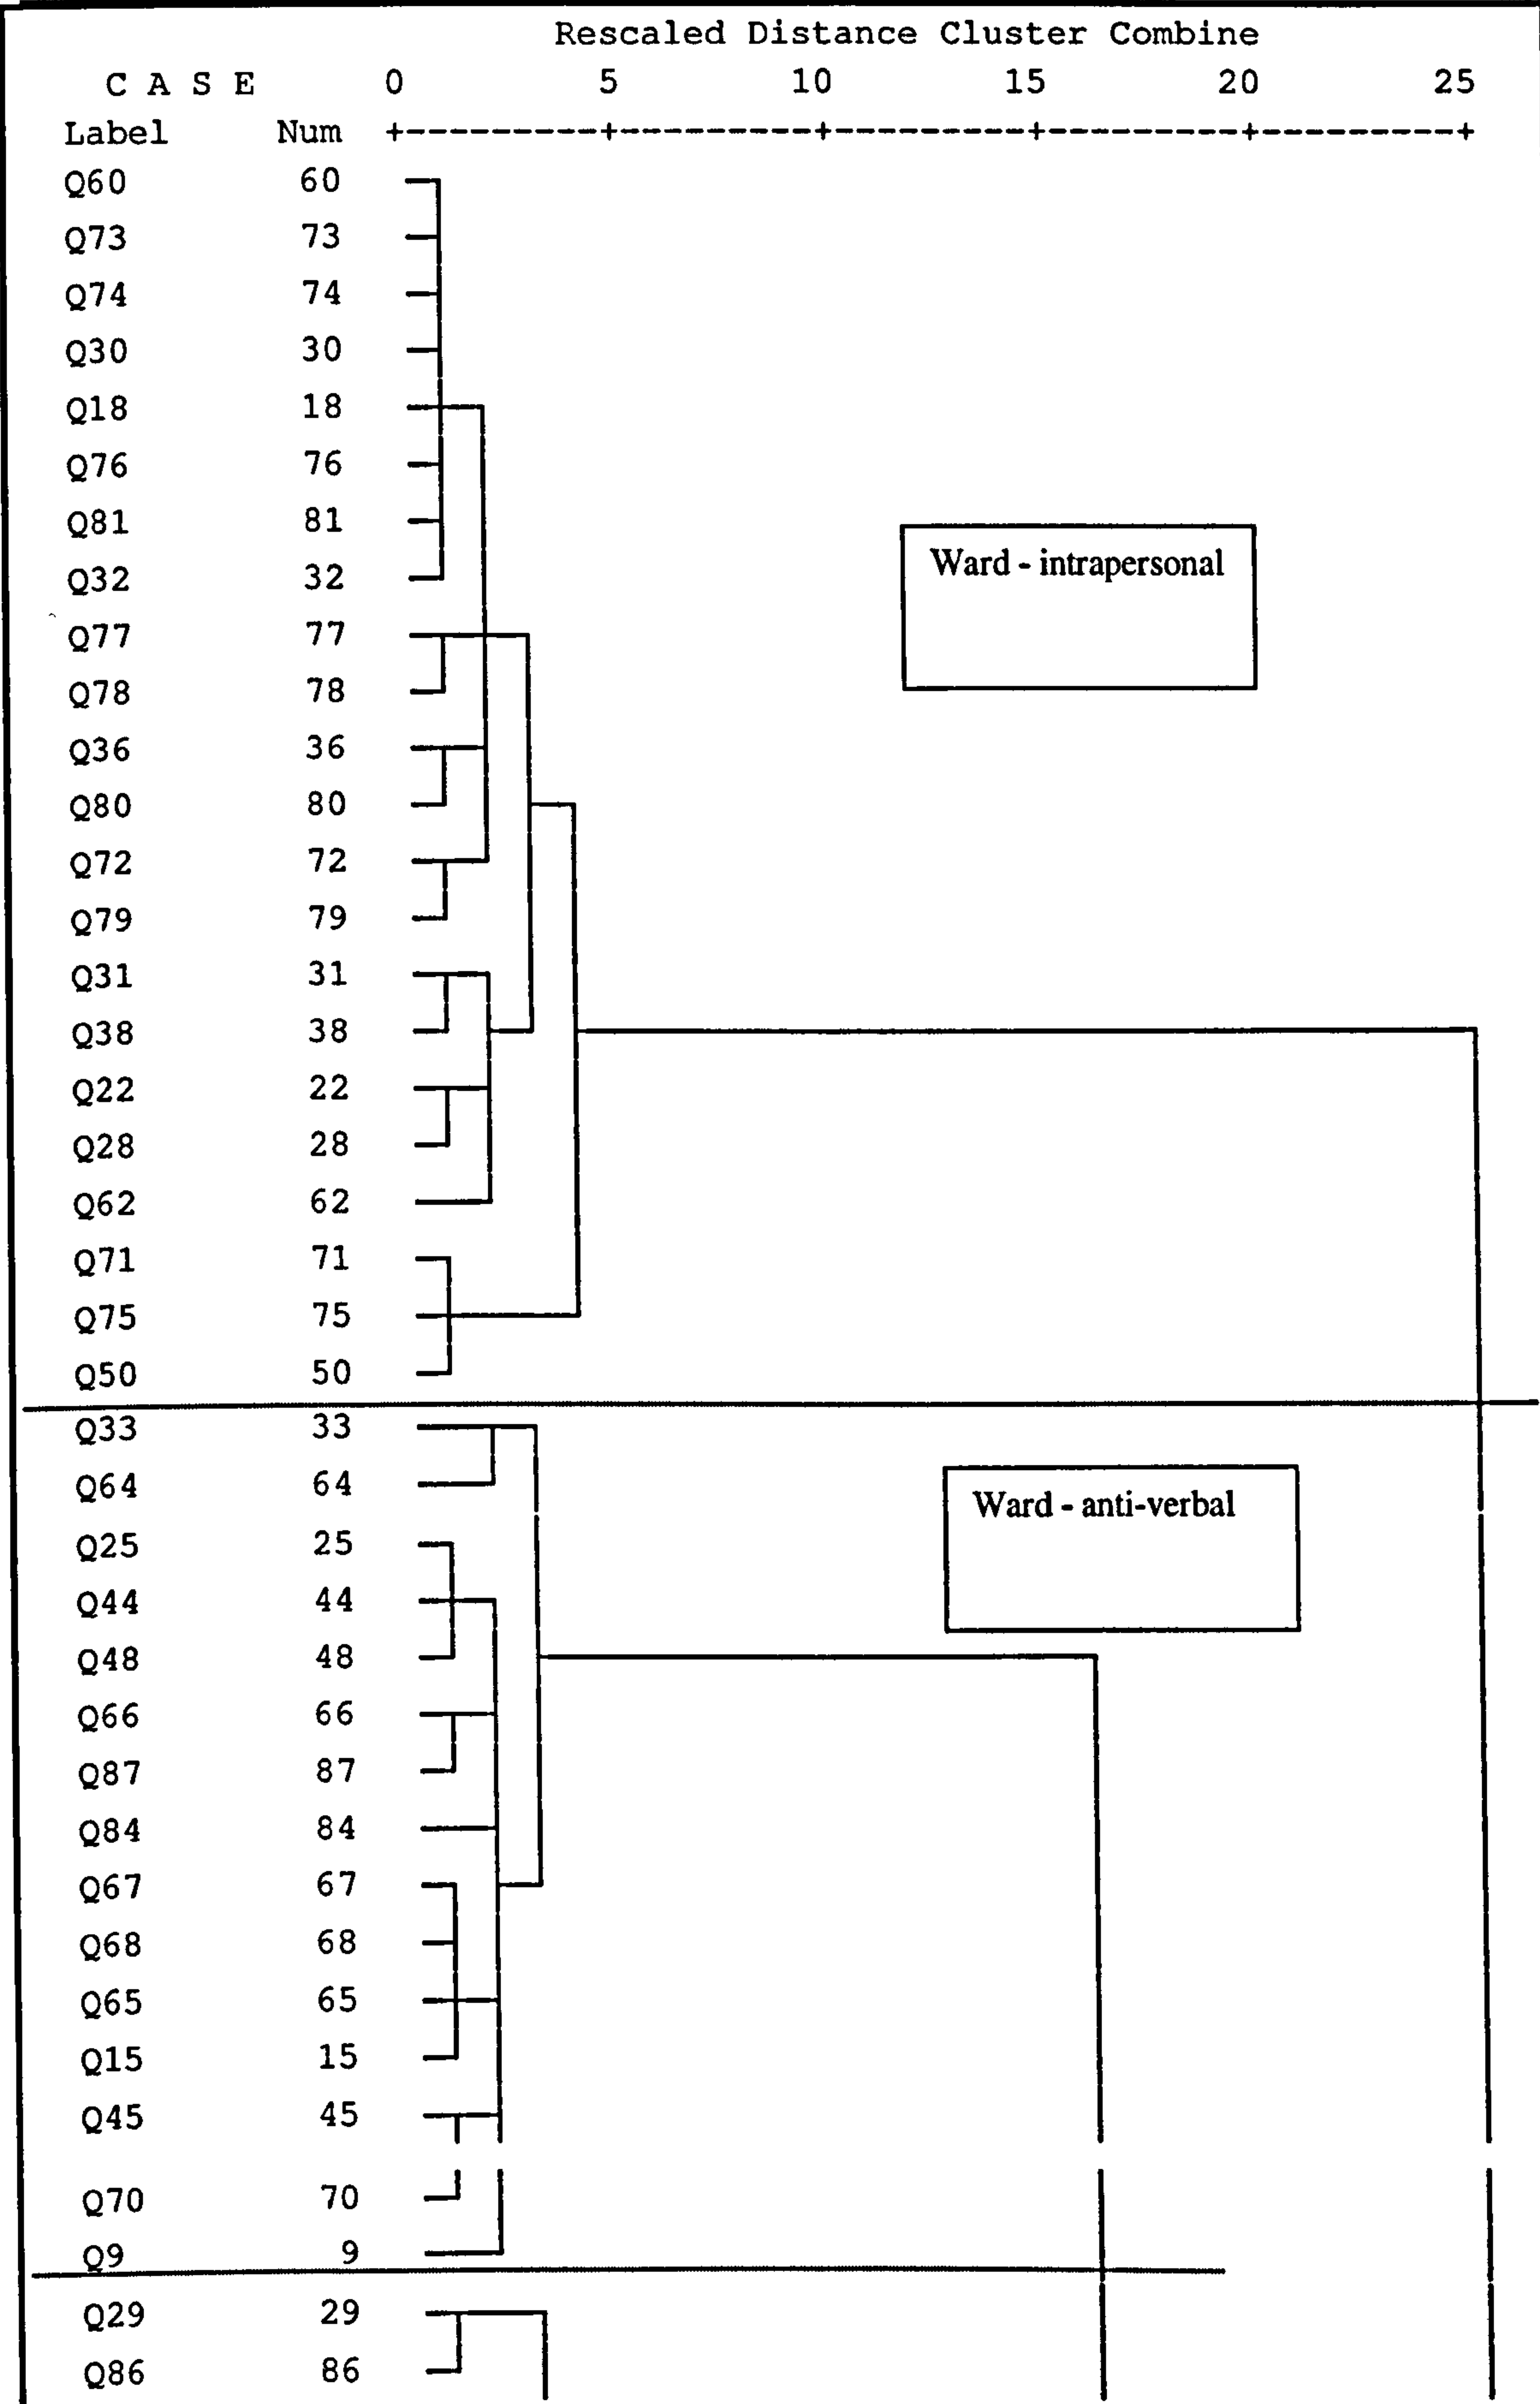 Rescaled Distance Cluster Combine
C A S E 0 5 10 15 20 25
Label Num +---------+---------+---------+---------+---------+
Q60 60
Q73 73
Q74 74
Q30 30
Q18 18
Q76 76
Q81 81
Q32 32
Ward - intrapersonal
Q77 77
Q78 78
Q36 36
Q80 80
Q72 72
Q79 79
Q31 31
Q38 38
Q22 22
Q28 28
Q62 62
Q71 71
Q75 75
Q50 50
Q33 33
Q64 64
Ward - anti-verbal
Q25 25
Q44 44
Q48 48
Q66 66
Q87 87
Q84 84
Q67 67
Q68 68
Q65 65
Q15 15
Q45 45
Q70 70
Q9 9
Q29 29
Q86 86